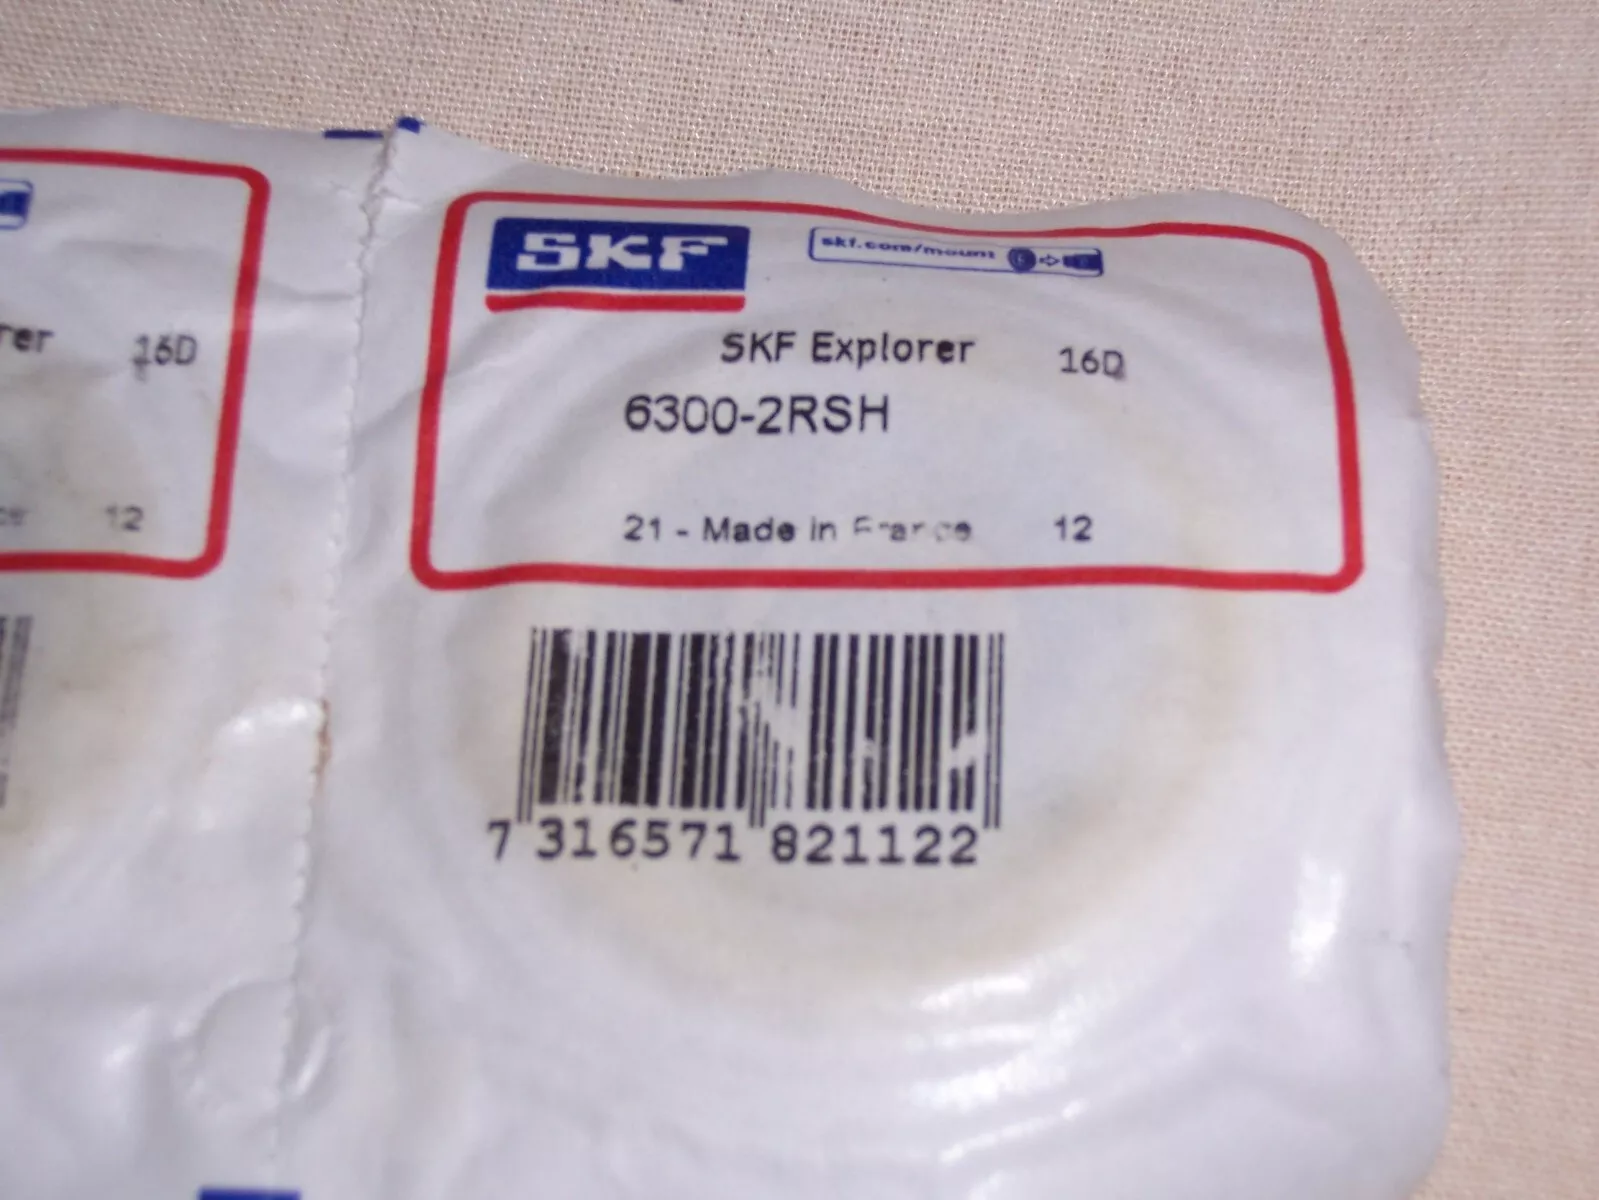 rer 16D
12
SKF skf.com/mount
SKF Explorer 16D
6300-2RSH
21 - Made in France 12
7 316571 821122